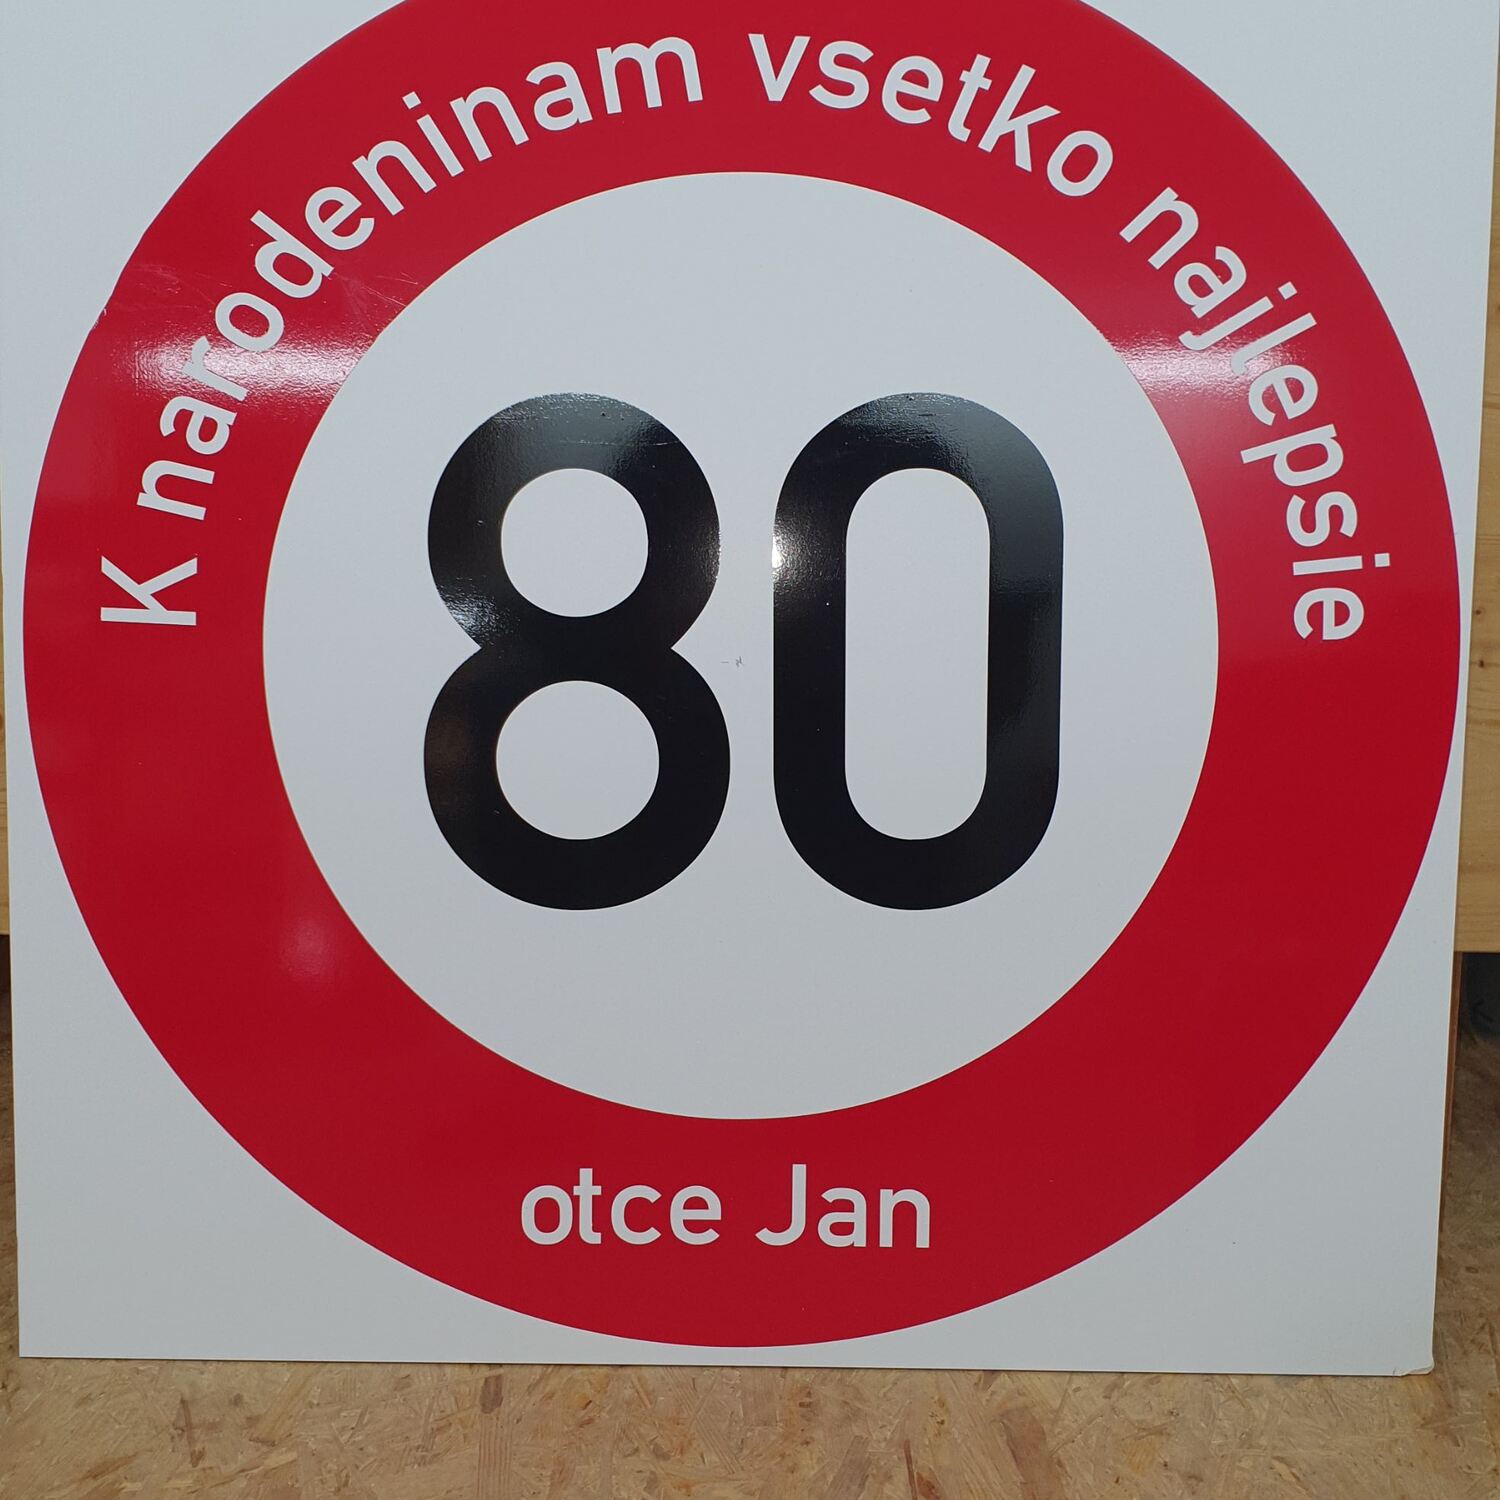 K narodeninam vsetko najlepsie
80
otce Jan